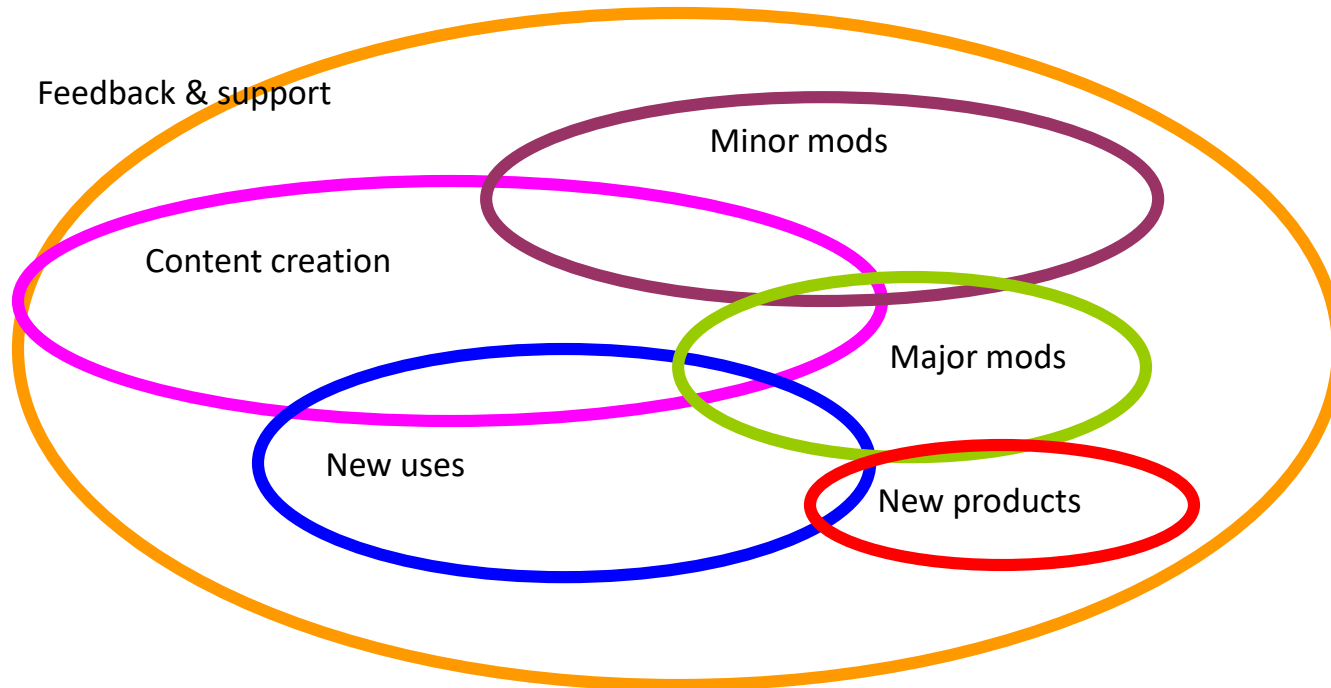 Feedback & support
Minor mods
Content creation
Major mods
New uses
New products